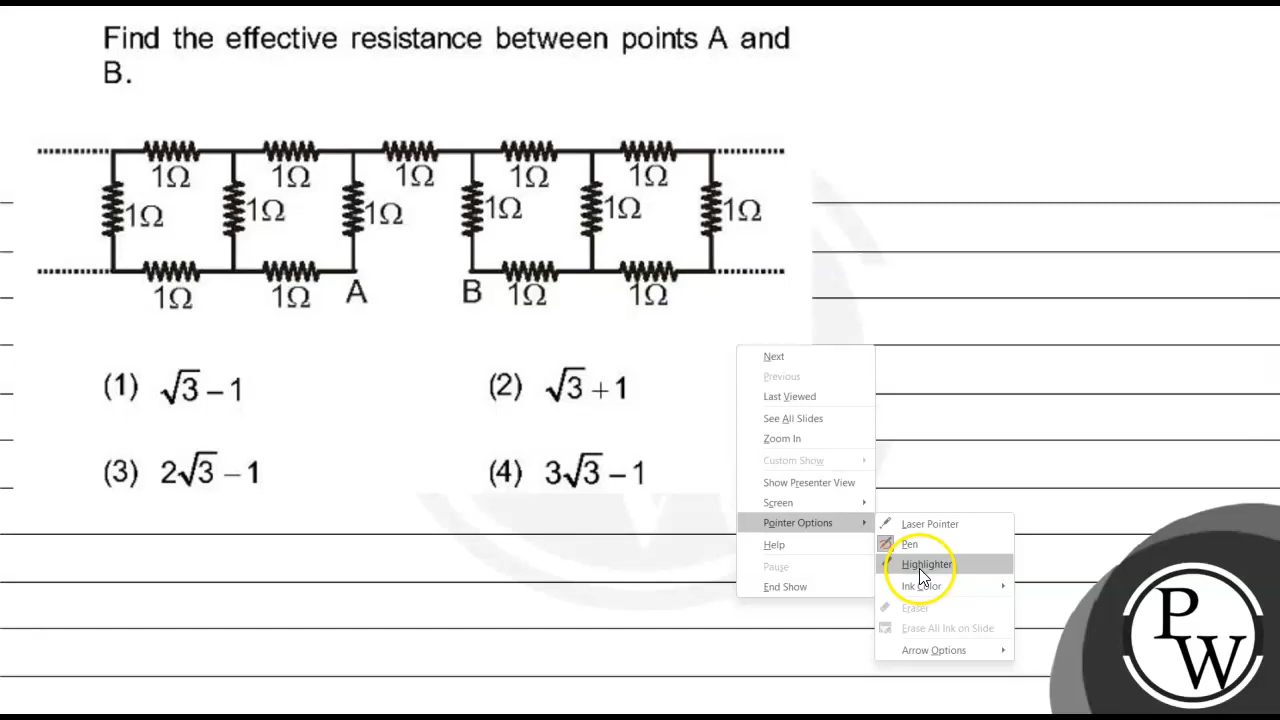 Find the effective resistance between points A and
B.
1Ω 1Ω 1Ω 1Ω 1Ω
1Ω 1Ω 1Ω 1Ω 1Ω 1Ω
1Ω 1Ω A B 1Ω 1Ω
(1) √3 – 1 (2) √3 + 1
(3) 2√3 – 1 (4) 3√3 – 1
Next
Previous
Last Viewed
See All Slides
Zoom In
Custom Show
Show Presenter View
Screen
Pointer Options
Help
Pause
End Show
Laser Pointer
Pen
Highlighter
Ink Color
Eraser
Erase All Ink on Slide
Arrow Options
P
W